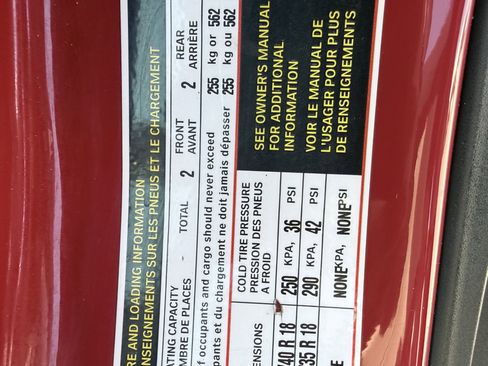 RE AND LOADING INFORMATION
ENSEIGNEMENTS SUR LES PNEUS ET LE CHARGEMENT
ATING CAPACITY - TOTAL 2 FRONT 2 REAR
MBRE DE PLACES AVANT ARRIÈRE
f occupants and cargo should never exceed 255 kg or 562
et du chargement ne doit jamais dépasser 255 kg ou 562
ENSIONS
COLD TIRE PRESSURE
PRESSION DES PNEUS
A FROID
/40 R 18 250 KPA, 36 PSI
35 R 18 290 KPA, 42 PSI
E NONE KPA, NONE PSI
SEE OWNER'S MANUAL
FOR ADDITIONAL
INFORMATION
VOIR LE MANUEL DE
L'USAGER POUR PLUS
DE RENSEIGNEMENTS